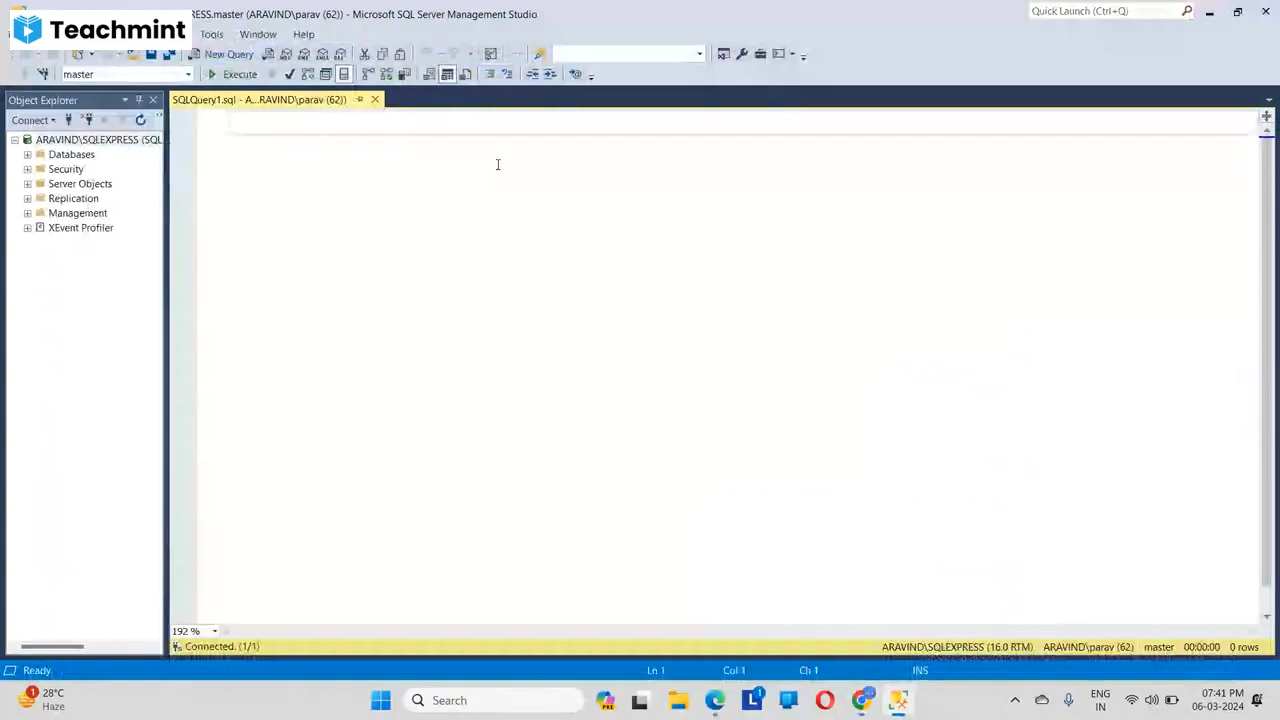 RESS.master (ARAVIND\parav (62)) - Microsoft SQL Server Management Studio
Quick Launch (Ctrl+Q)
Teachmint
Tools Window Help
New Query
master Execute
Object Explorer
SQLQuery1.sql - A...RAVIND\parav (62))
Connect
ARAVIND\SQLEXPRESS (SQL
Databases
Security
Server Objects
Replication
Management
XEvent Profiler
192 %
Connected. (1/1)
ARAVIND\SQLEXPRESS (16.0 RTM) ARAVIND\parav (62) master 00:00:00 0 rows
Ready
Ln 1 Col 1 Ch 1 INS
1
28°C
Haze
Search
PRE
1
ENG
IN
07:41 PM
06-03-2024